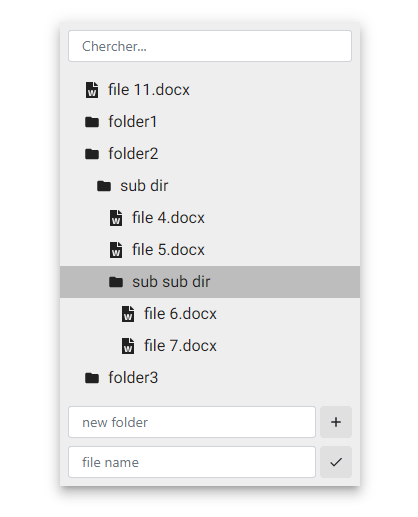 Chercher...
file 11.docx
folder1
folder2
sub dir
file 4.docx
file 5.docx
sub sub dir
file 6.docx
file 7.docx
folder3
new folder
file name